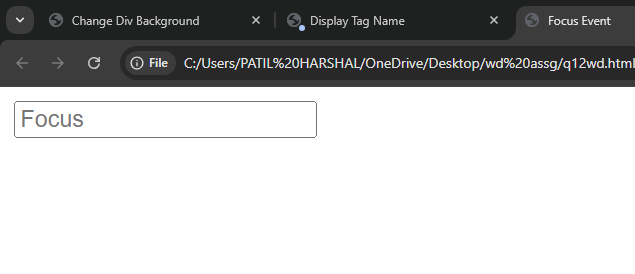 Change Div Background
Display Tag Name
Focus Event
File
C:/Users/PATIL%20HARSHAL/OneDrive/Desktop/wd%20assg/q12wd.html
Focus